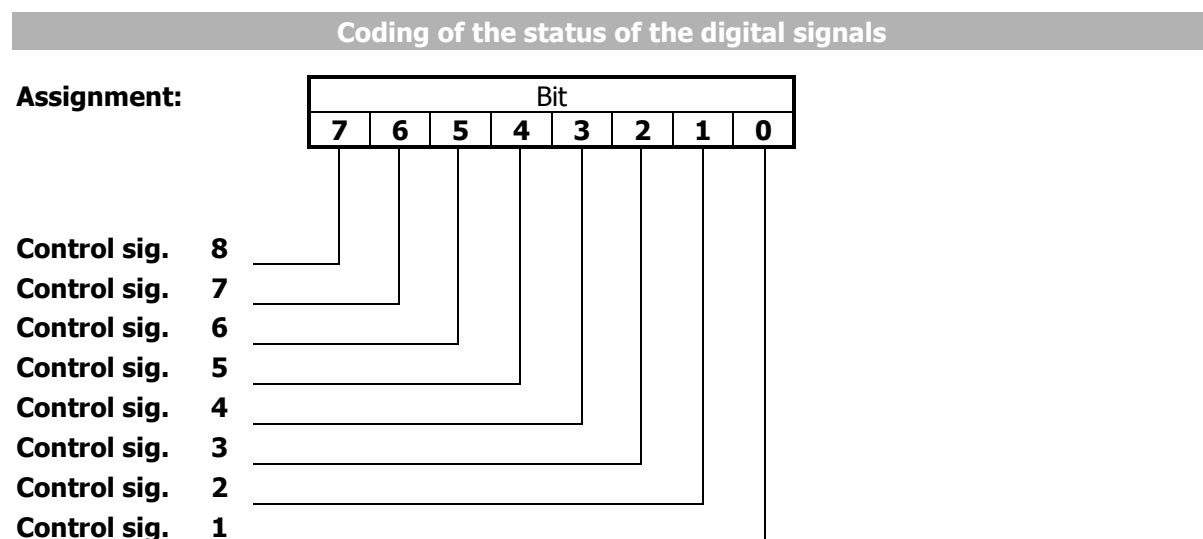 Coding of the status of the digital signals
Assignment:
Bit
7 6 5 4 3 2 1 0
Control sig. 8
Control sig. 7
Control sig. 6
Control sig. 5
Control sig. 4
Control sig. 3
Control sig. 2
Control sig. 1